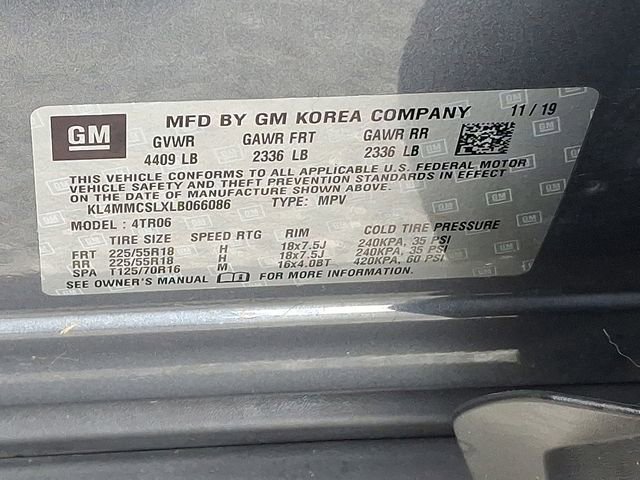 GM
MFD BY GM KOREA COMPANY 11/19
GVWR GAWR FRT GAWR RR
4409 LB 2336 LB 2336 LB
THIS VEHICLE CONFORMS TO ALL APPLICABLE U.S. FEDERAL MOTOR
VEHICLE SAFETY AND THEFT PREVENTION STANDARDS IN EFFECT
ON THE DATE OF MANUFACTURE SHOWN ABOVE.
KL4MMCSLXLB066086 TYPE: MPV
MODEL : 4TR06
TIRE SIZE SPEED RTG RIM COLD TIRE PRESSURE
FRT 225/55R18 H 18x7.5J 240KPA, 35 PSI
RR 225/55R18 H 18x7.5J 240KPA, 35 PSI
SPA T125/70R16 M 16x4.0BT 420KPA, 60 PSI
SEE OWNER'S MANUAL FOR MORE INFORMATION.